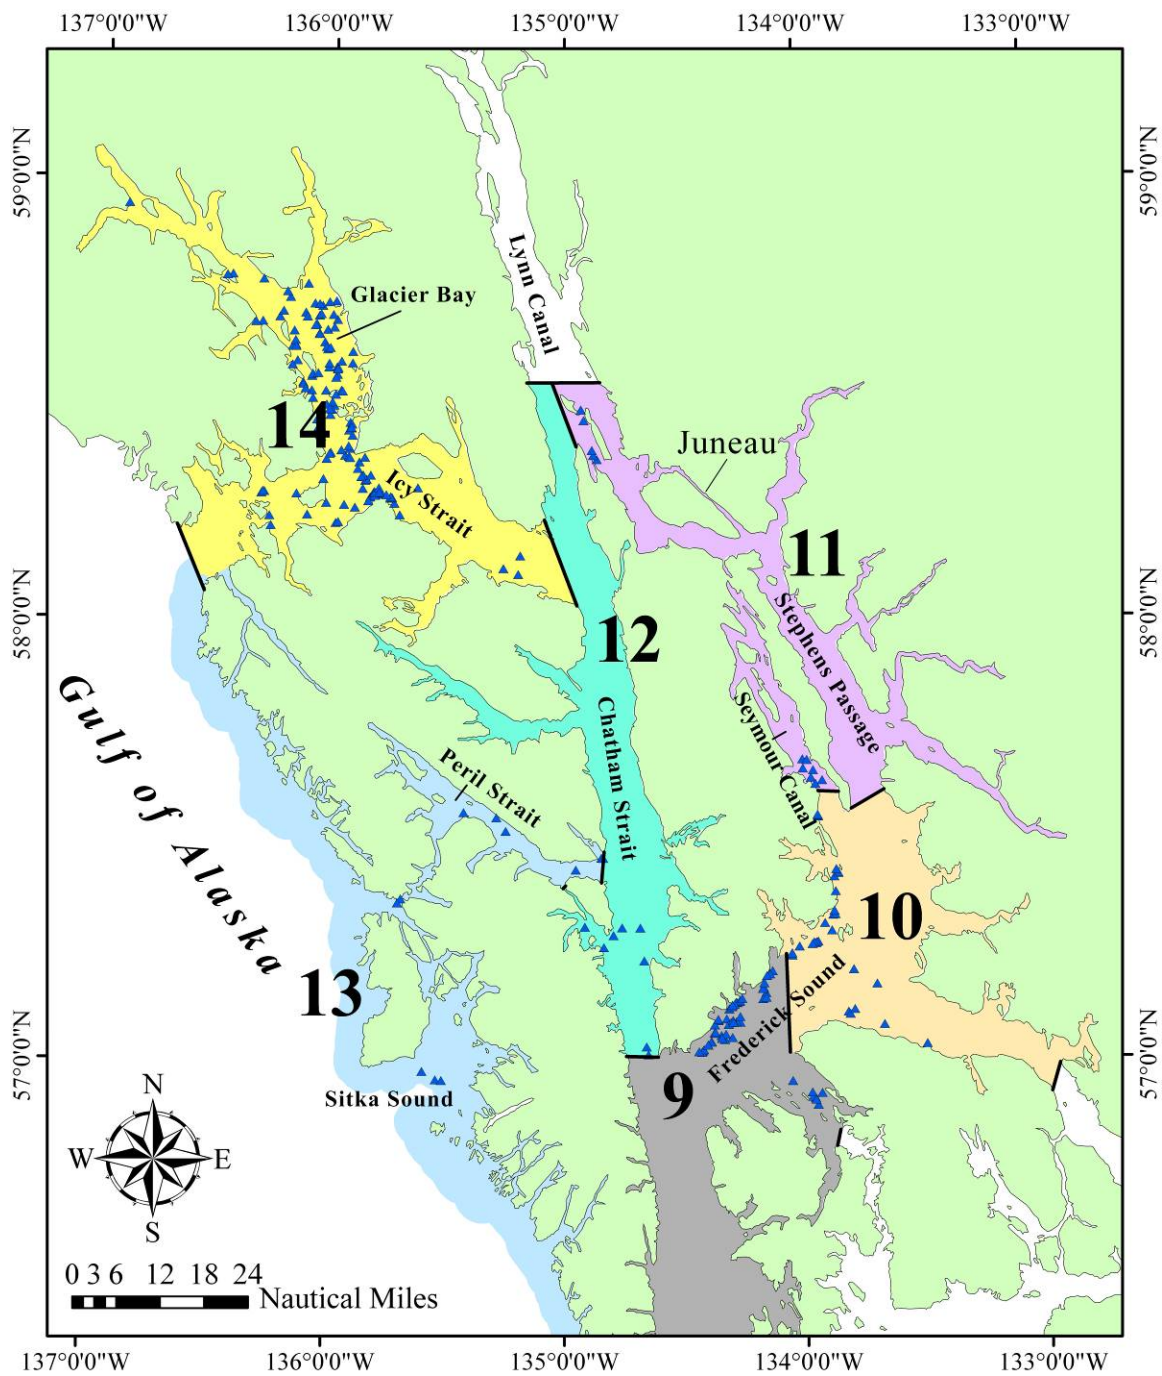 137°0'0"W 136°0'0"W 135°0'0"W 134°0'0"W 133°0'0"W
59°0'0"N
59°0'0"N
Lynn Canal
Glacier Bay
14
Juneau
Icy Strait
11
58°0'0"N
58°0'0"N
12
Stephens Passage
Seymour Canal
Gulf of Alaska
Chatham Strait
Peril Strait
10
13
Frederick Sound
57°0'0"N
57°0'0"N
9
Sitka Sound
N
W E
S
0 3 6 12 18 24
Nautical Miles
137°0'0"W 136°0'0"W 135°0'0"W 134°0'0"W 133°0'0"W